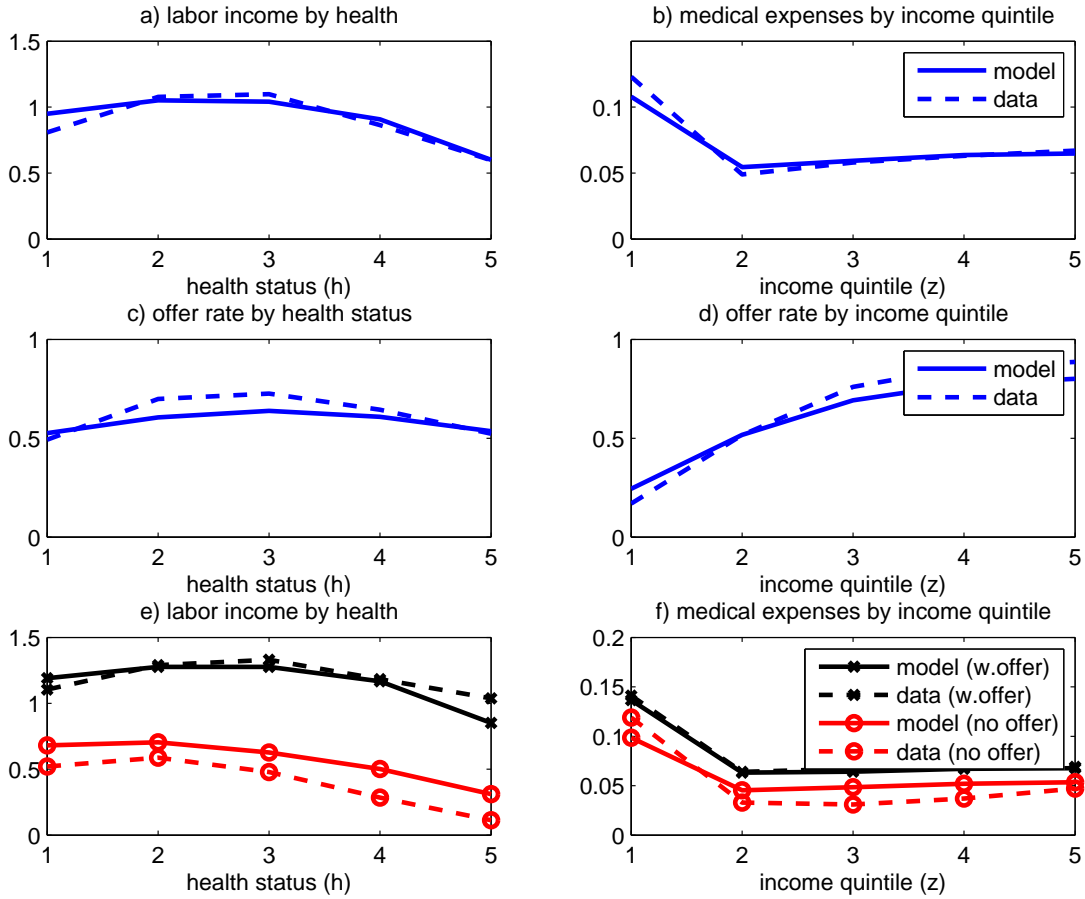 a) labor income by health
1.5
1
0.5
0
1 2 3 4 5
health status (h)
b) medical expenses by income quintile
0.1
0.05
0
model
data
1 2 3 4 5
income quintile (z)
c) offer rate by health status
1
0.5
0
1 2 3 4 5
health status (h)
d) offer rate by income quintile
1
0.5
0
model
data
1 2 3 4 5
income quintile (z)
e) labor income by health
1.5
1
0.5
0
1 2 3 4 5
health status (h)
f) medical expenses by income quintile
0.2
0.15
0.1
0.05
0
model (w.offer)
data (w.offer)
model (no offer)
data (no offer)
1 2 3 4 5
income quintile (z)